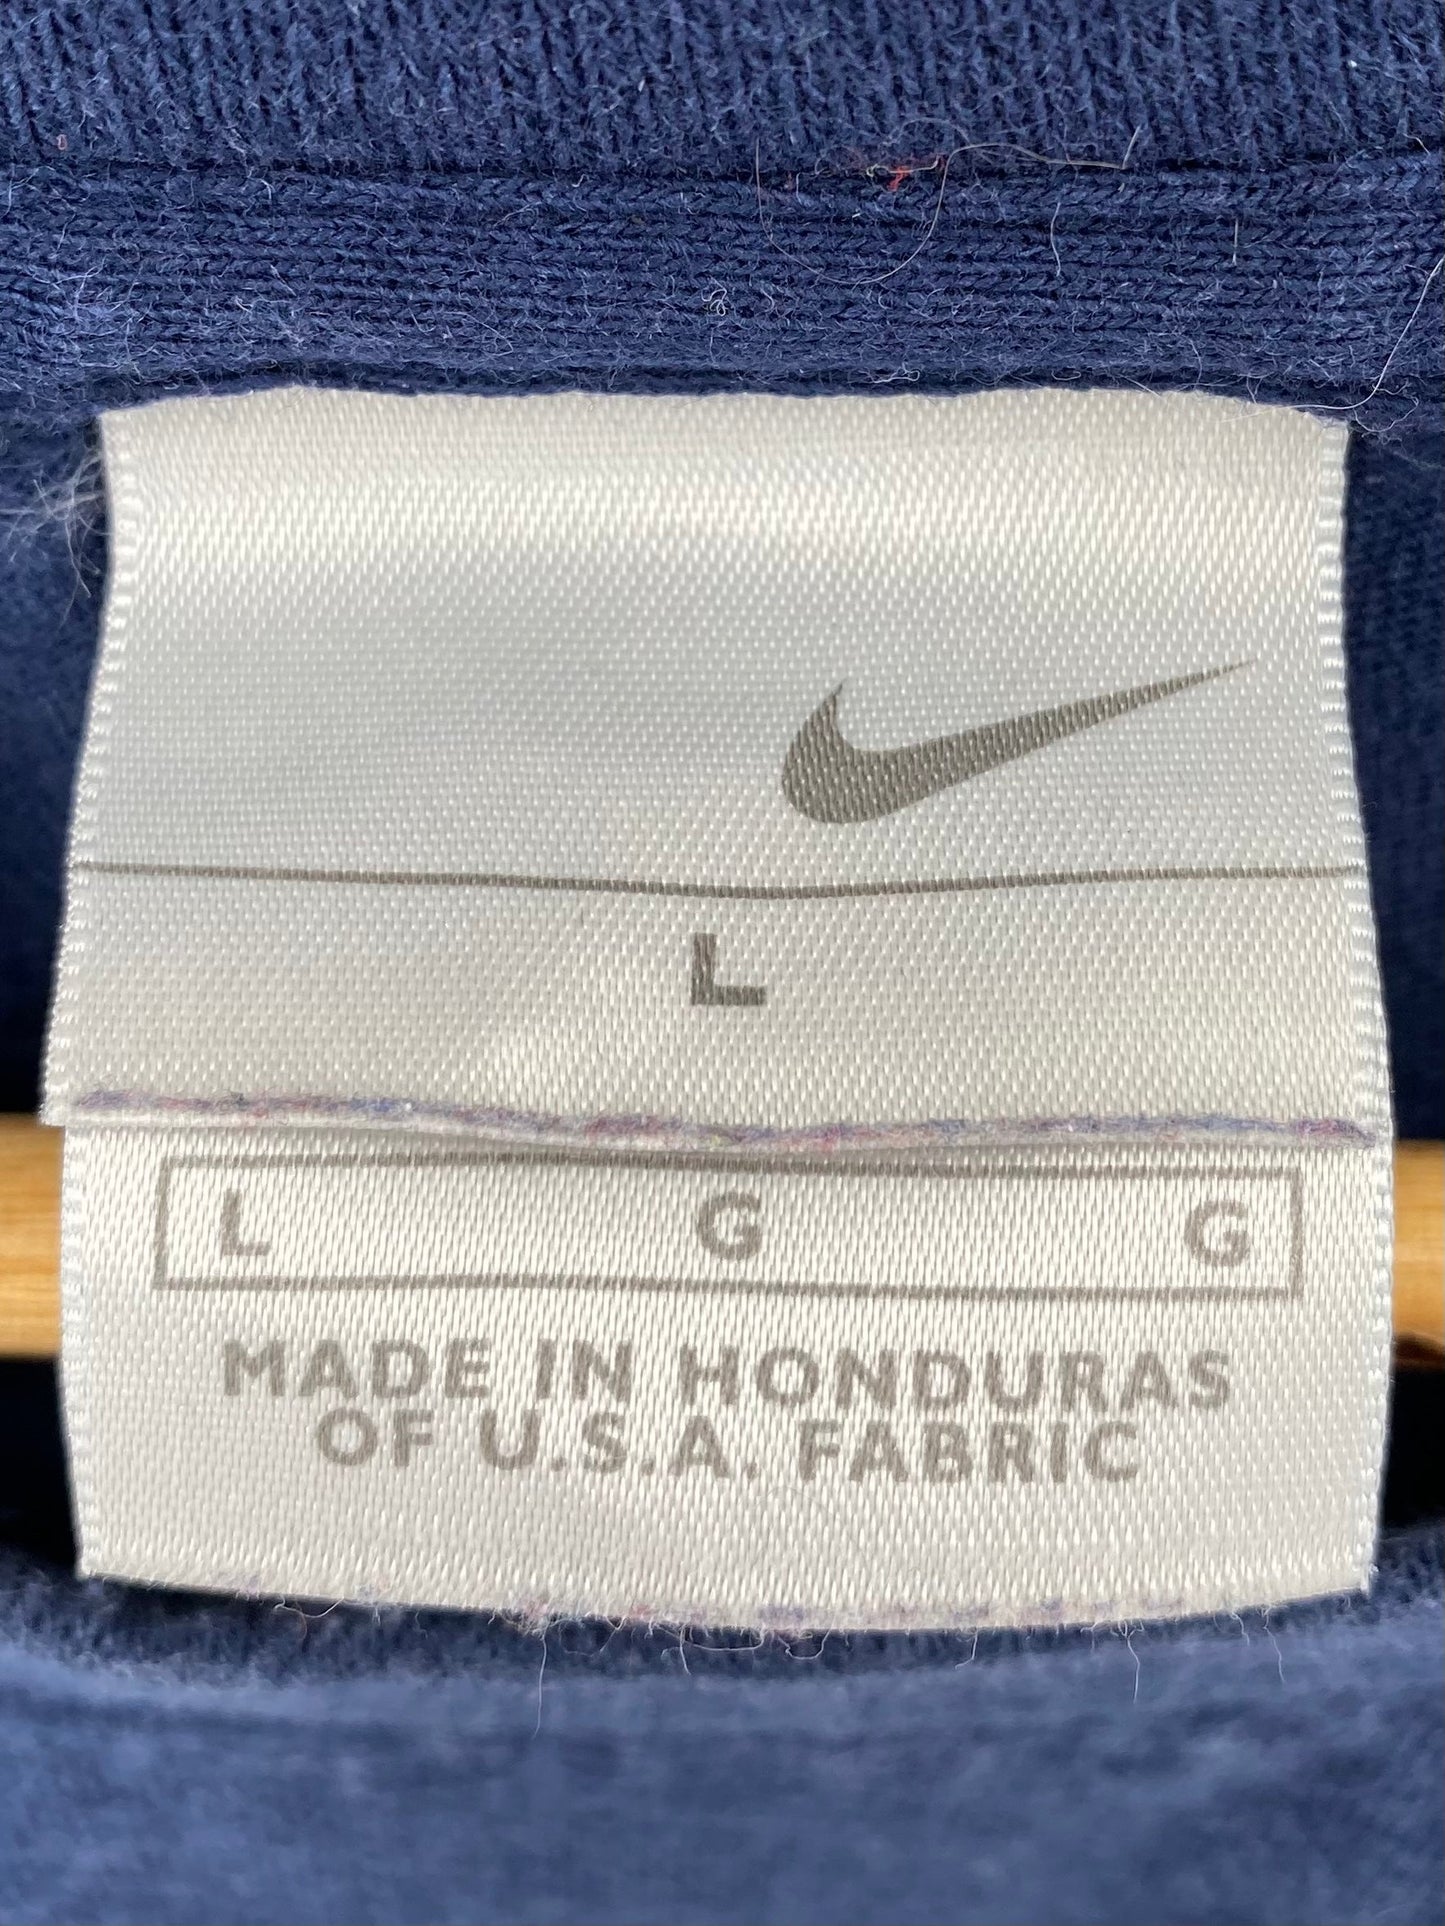 L
L G G
MADE IN HONDURAS
OF U.S.A. FABRIC